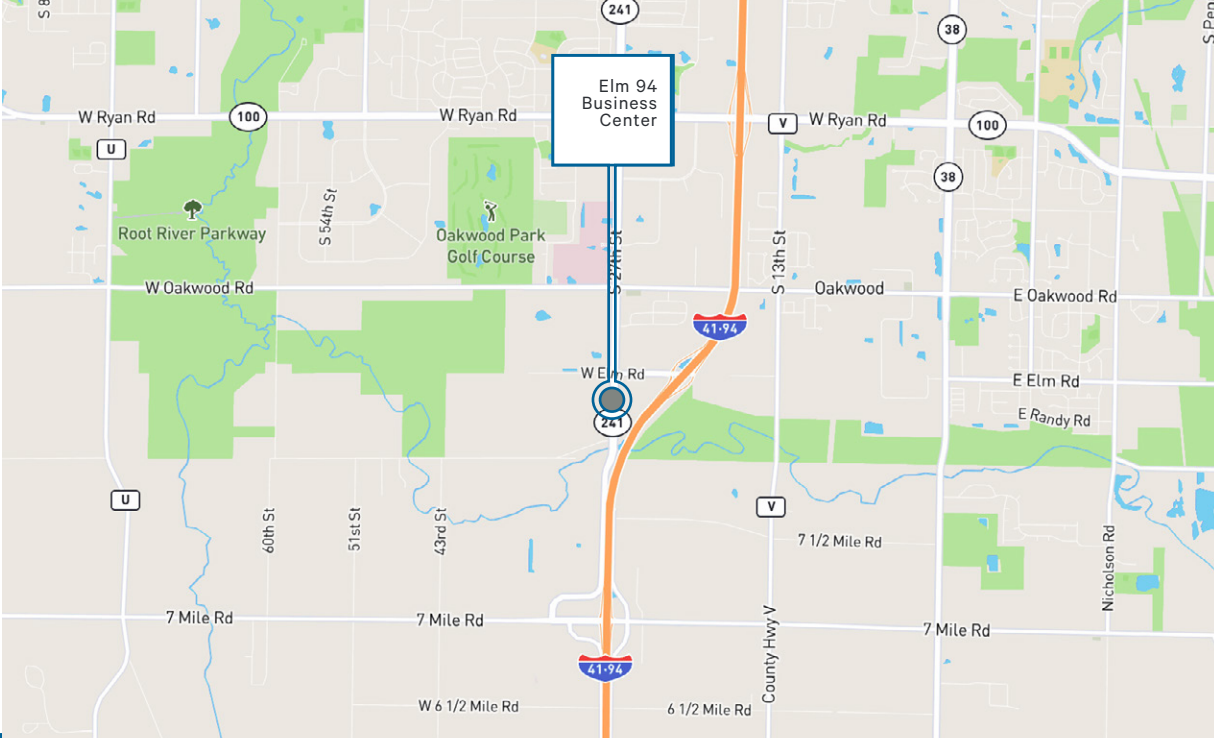 241
38
S Pen
S 8
Elm 94
Business
Center
W Ryan Rd
100
W Ryan Rd
V
W Ryan Rd
100
U
38
S 54th St
Root River Parkway
Oakwood Park
Golf Course
S 27th St
S 13th St
W Oakwood Rd
Oakwood
E Oakwood Rd
41•94
W Elm Rd
E Elm Rd
241
E Randy Rd
U
V
60th St
51st St
43rd St
7 1/2 Mile Rd
Nicholson Rd
7 Mile Rd
7 Mile Rd
7 Mile Rd
County Hwy V
41•94
W 6 1/2 Mile Rd
6 1/2 Mile Rd